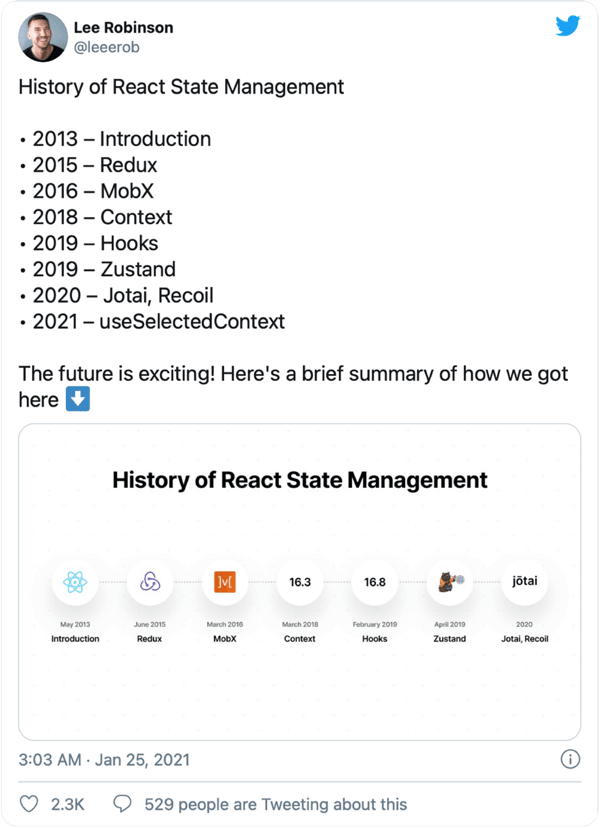 Lee Robinson
@leeerob
History of React State Management
• 2013 – Introduction
• 2015 – Redux
• 2016 – MobX
• 2018 – Context
• 2019 – Hooks
• 2019 – Zustand
• 2020 – Jotai, Recoil
• 2021 – useSelectedContext
The future is exciting! Here's a brief summary of how we got
here ⬇️
History of React State Management
16.3 16.8 jōtai
May 2013 June 2015 March 2016 March 2018 February 2019 April 2019 2020
Introduction Redux MobX Context Hooks Zustand Jotai, Recoil
3:03 AM · Jan 25, 2021
2.3K 529 people are Tweeting about this